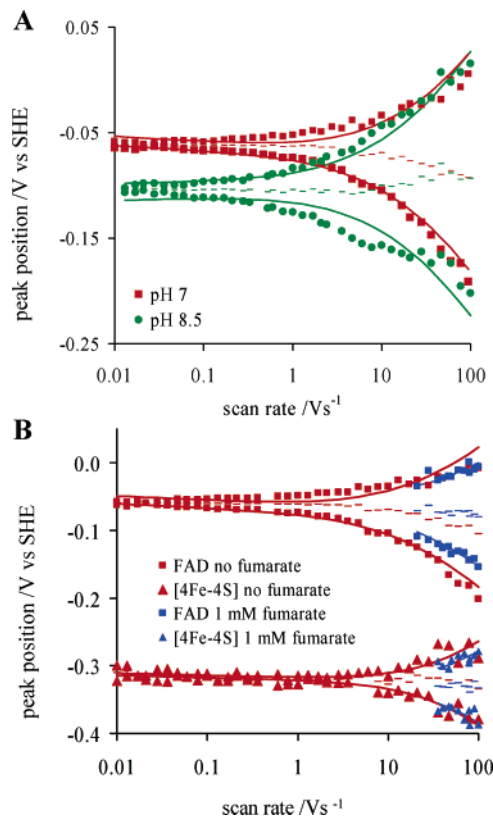 A
0.05
-0.05
-0.15
-0.25
peak position /V vs SHE
pH 7
pH 8.5
0.01 0.1 1 10 100
scan rate /Vs-1
B
0.0
-0.1
-0.2
-0.3
-0.4
peak position /V vs SHE
FAD no fumarate
[4Fe-4S] no fumarate
FAD 1 mM fumarate
[4Fe-4S] 1 mM fumarate
0.01 0.1 1 10 100
scan rate /Vs-1